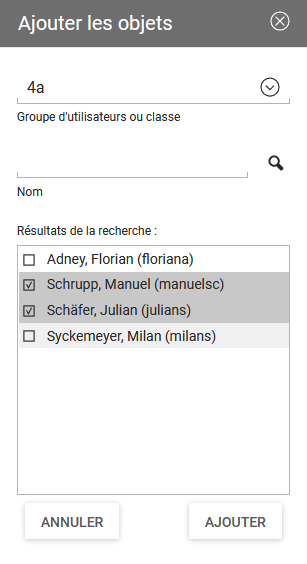 Ajouter les objets
4a
Groupe d'utilisateurs ou classe
Nom
Résultats de la recherche :
Adney, Florian (floriana)
Schrupp, Manuel (manuelsc)
Schäfer, Julian (julians)
Syckemeyer, Milan (milans)
ANNULER AJOUTER